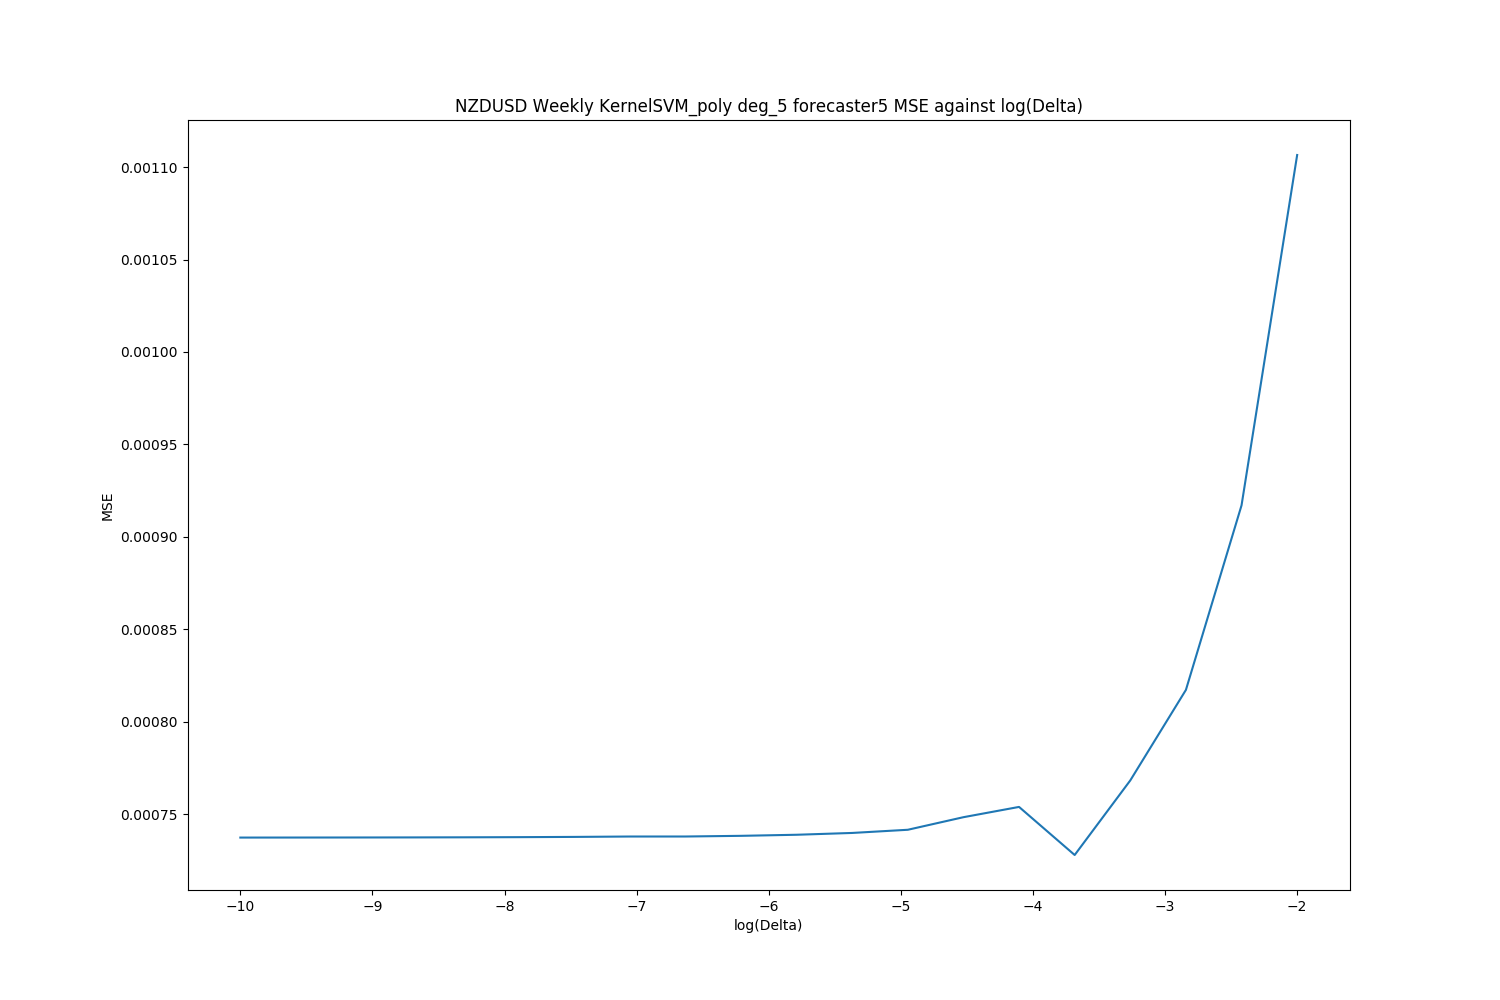 NZDUSD Weekly KernelSVM_poly deg_5 forecaster5 MSE against log(Delta)
0.00110
0.00105
0.00100
0.00095
0.00090
0.00085
0.00080
0.00075
MSE
−10 −9 −8 −7 −6 −5 −4 −3 −2
log(Delta)